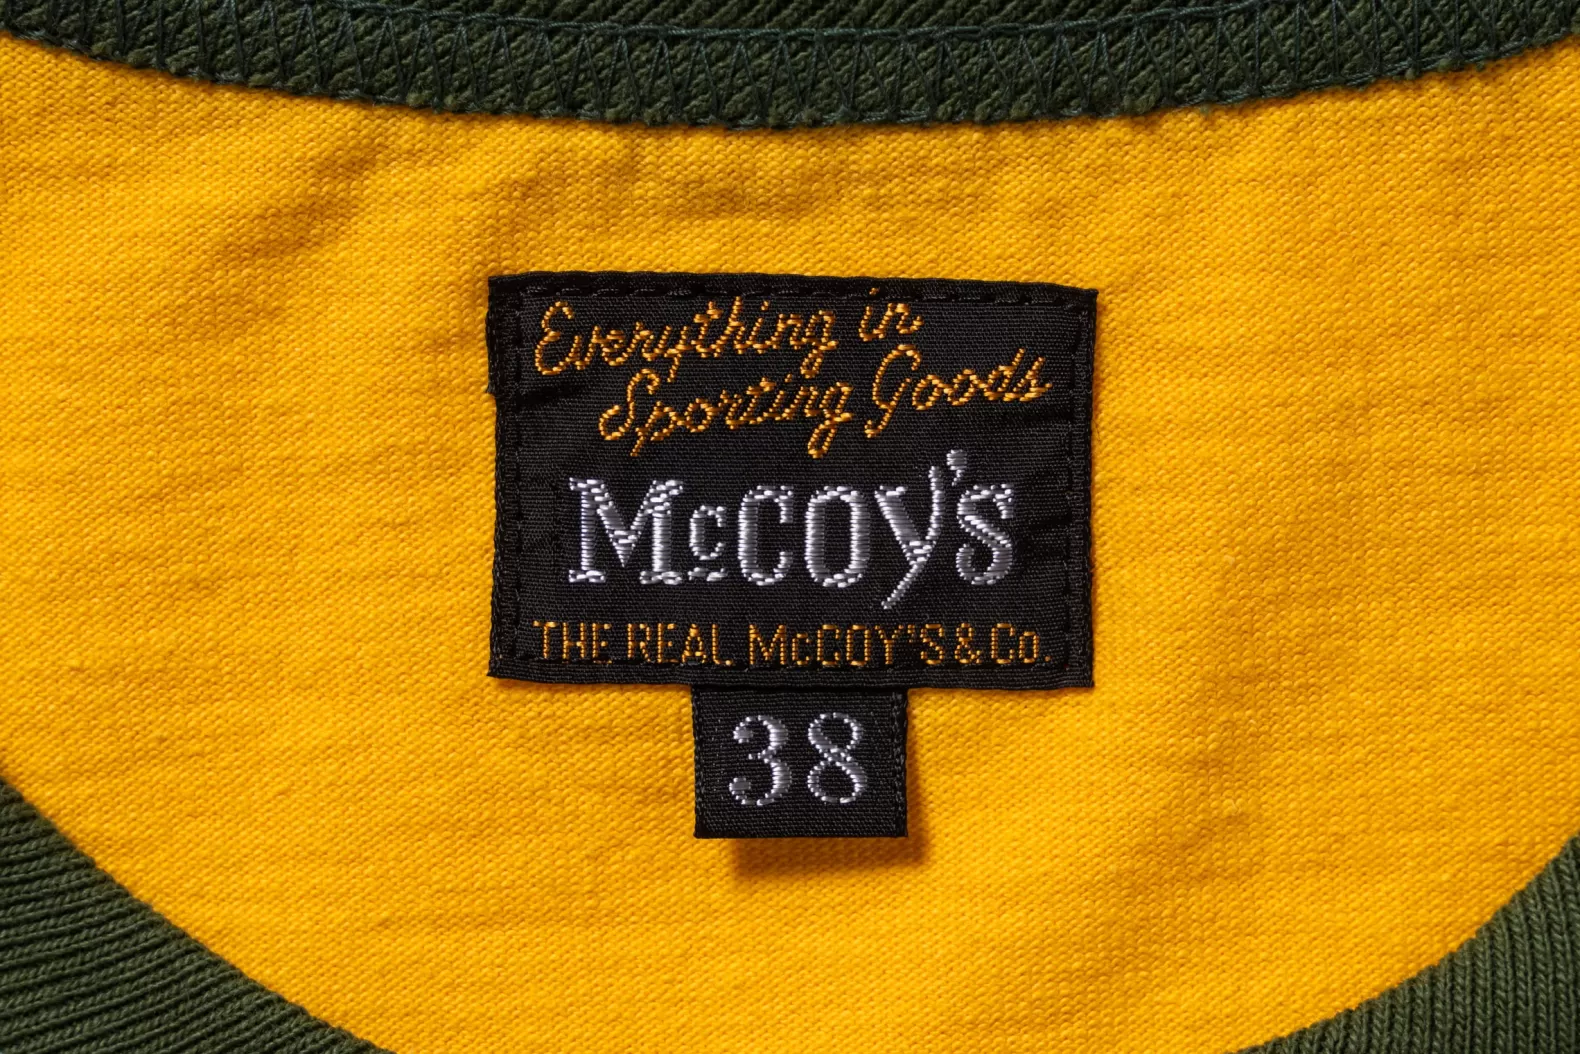 Everything in
Sporting Goods
McCOY's
THE REAL McCOY'S & Co.
38